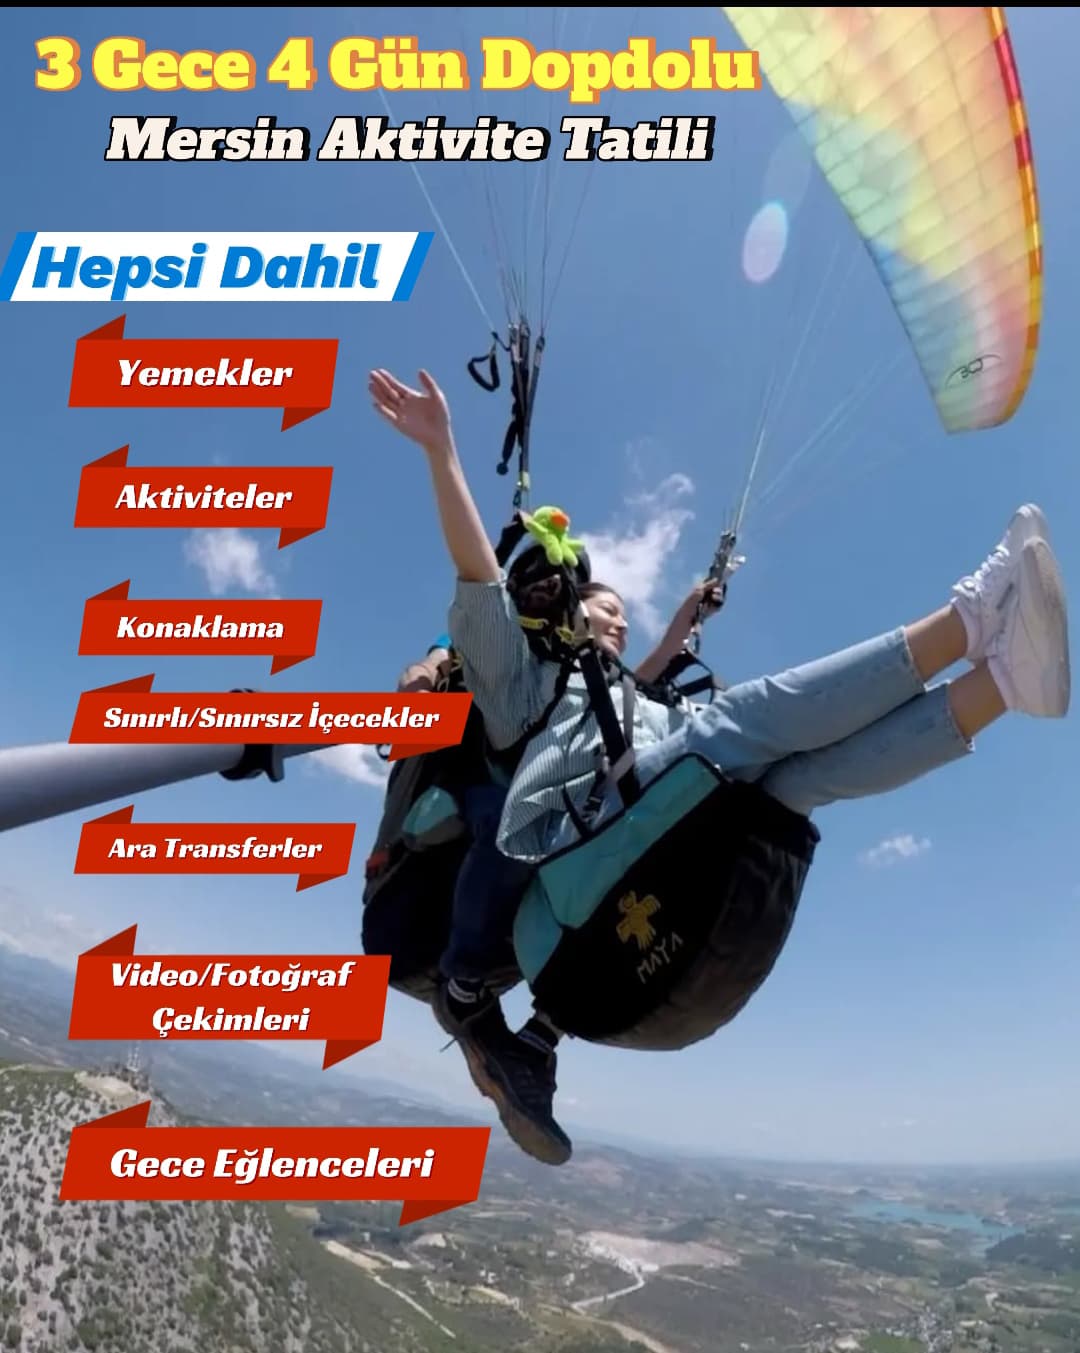 3 Gece 4 Gün Dopdolu
Mersin Aktivite Tatili
Hepsi Dahil
Yemekler
Aktiviteler
Konaklama
Sınırlı/Sınırsız İçecekler
Ara Transferler
Video/Fotoğraf
Çekimleri
Gece Eğlenceleri
MAYA